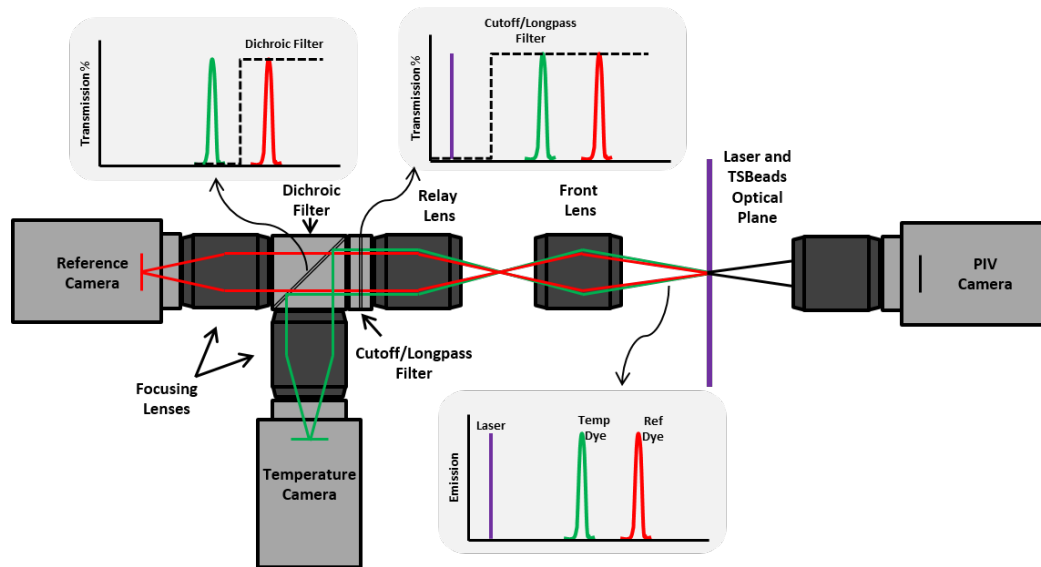 Dichroic Filter
Transmission %
Cutoff/Longpass
Filter
Transmission %
Dichroic
Filter
Relay
Lens
Front
Lens
Laser and
TSBeads
Optical
Plane
Reference
Camera
PIV
Camera
Focusing
Lenses
Cutoff/Longpass
Filter
Temperature
Camera
Laser
Temp
Dye
Ref
Dye
Emission